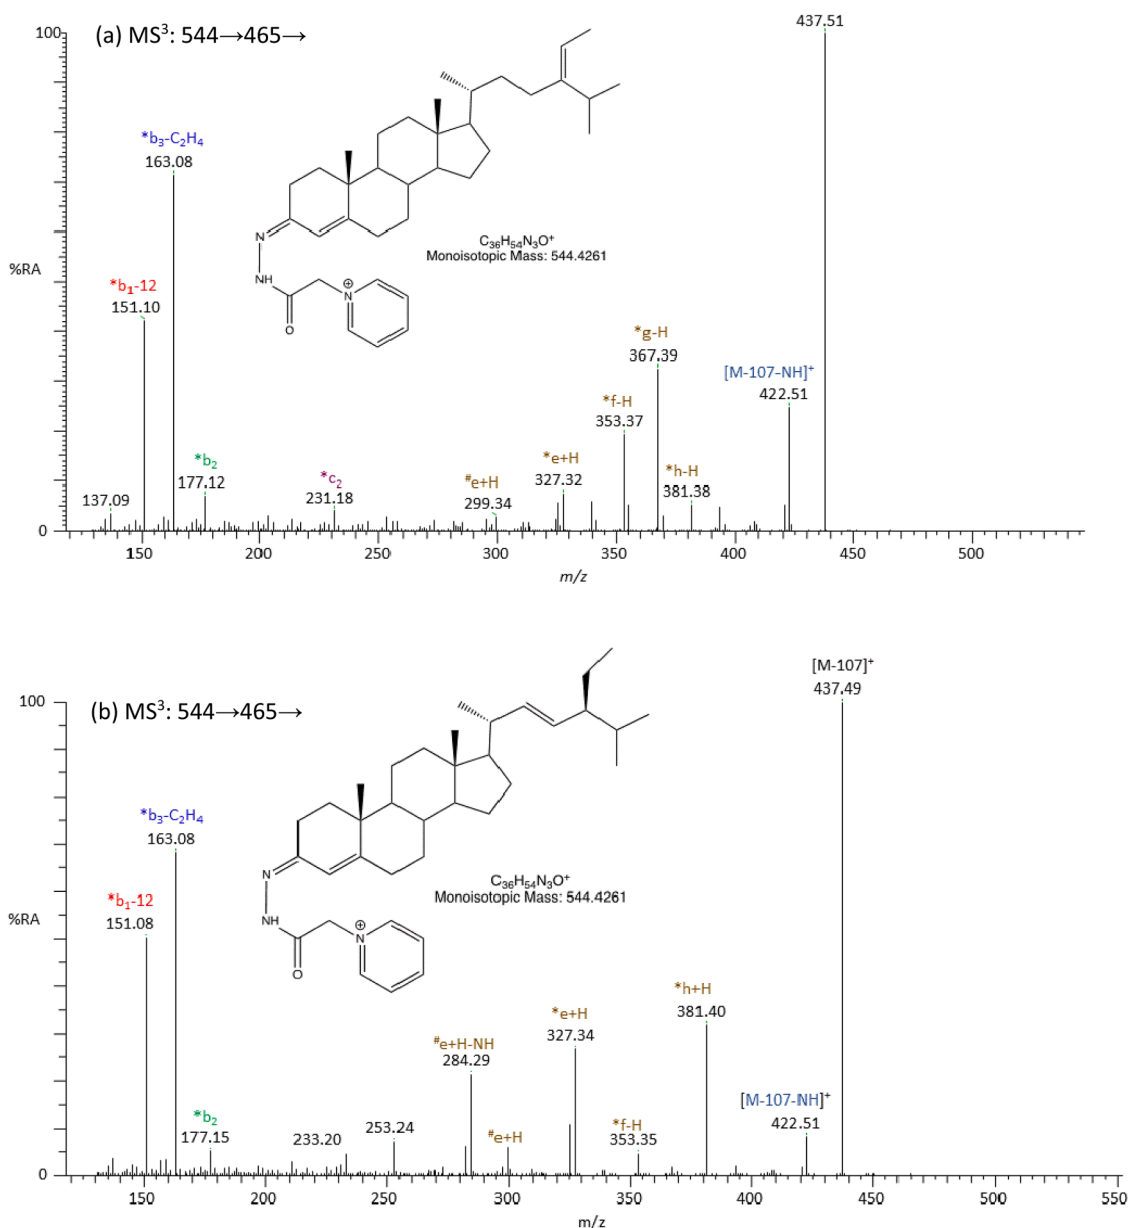 437.51
100
(a) MS³: 544→465→
*b₃-C₂H₄
163.08
%RA
*b₁-12
151.10
N
NH
O
N
⊕
C₃₆H₅₄N₃O⁺
Monoisotopic Mass: 544.4261
*g-H
367.39
[M-107-NH]⁺
422.51
*f-H
353.37
*b₂
177.12
*c₂
231.18
#e+H
299.34
*e+H
327.32
*h-H
381.38
137.09
0
150 200 250 300 350 400 450 500
m/z
[M-107]⁺
437.49
100
(b) MS³: 544→465→
*b₃-C₂H₄
163.08
%RA
*b₁-12
151.08
N
NH
O
N
⊕
C₃₆H₅₄N₃O⁺
Monoisotopic Mass: 544.4261
*h+H
381.40
*e+H
327.34
#e+H-NH
284.29
[M-107-NH]⁺
422.51
*b₂
177.15
233.20
253.24
#e+H
*f-H
353.35
0
150 200 250 300 350 400 450 500 550
m/z